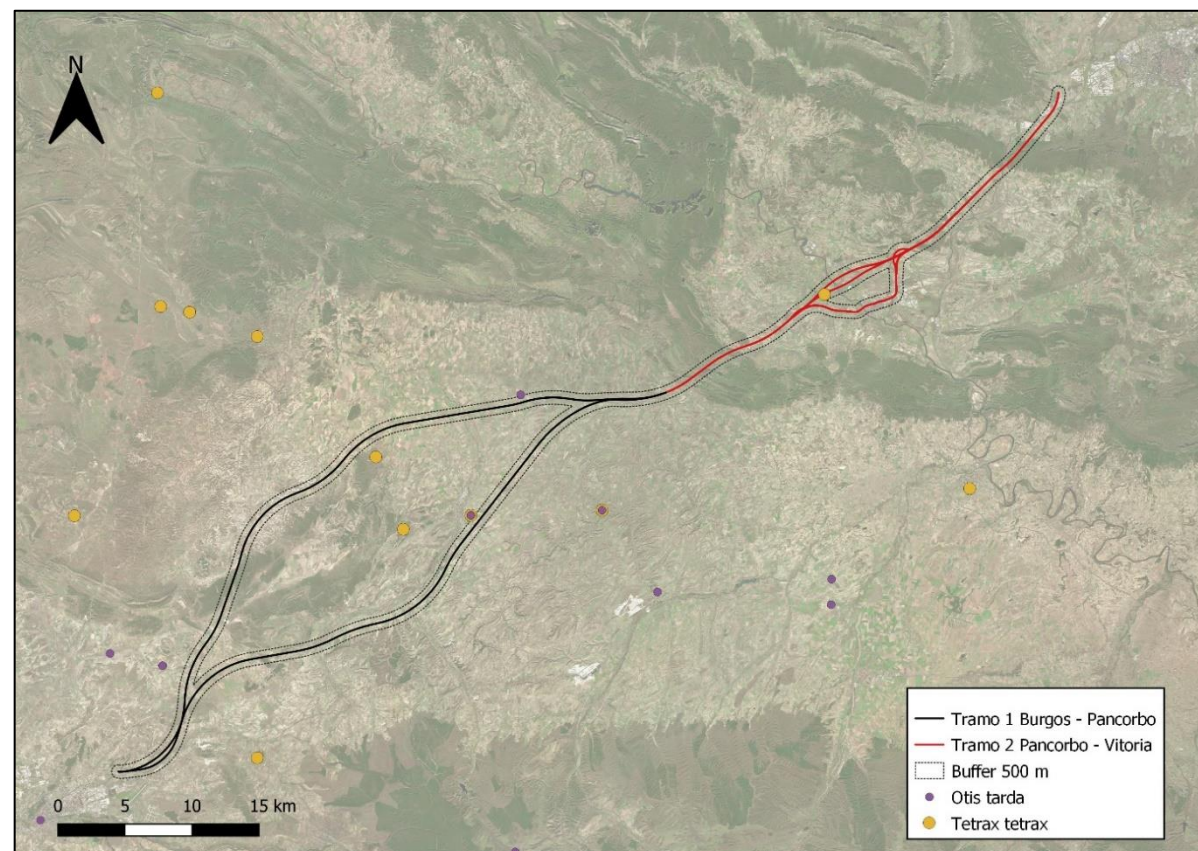 N
Tramo 1 Burgos - Pancorbo
Tramo 2 Pancorbo - Vitoria
Buffer 500 m
Otis tarda
Tetrax tetrax
0 5 10 15 km